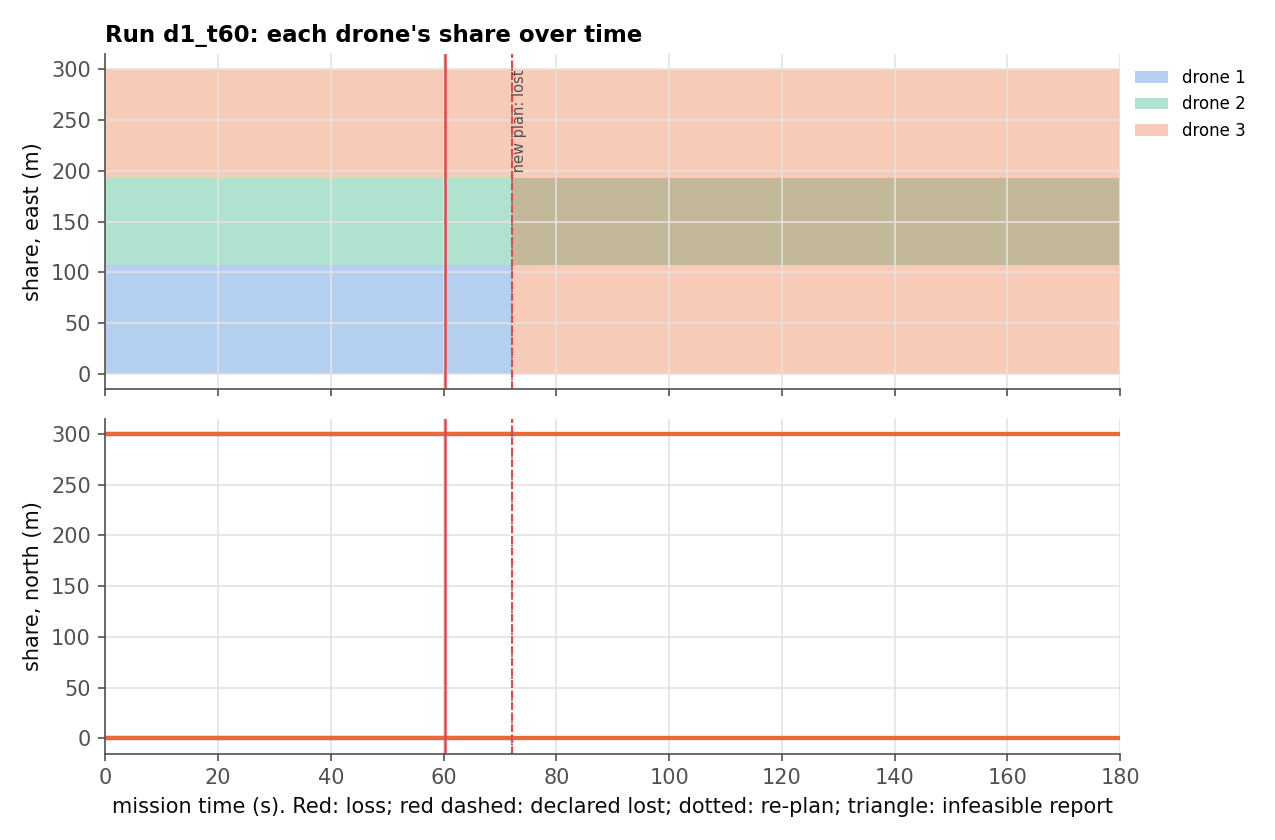 Run d1_t60: each drone's share over time
300
250
200
150
100
50
0
share, east (m)
new plan: lost
drone 1
drone 2
drone 3
300
250
200
150
100
50
0
share, north (m)
0 20 40 60 80 100 120 140 160 180
mission time (s). Red: loss; red dashed: declared lost; dotted: re-plan; triangle: infeasible report